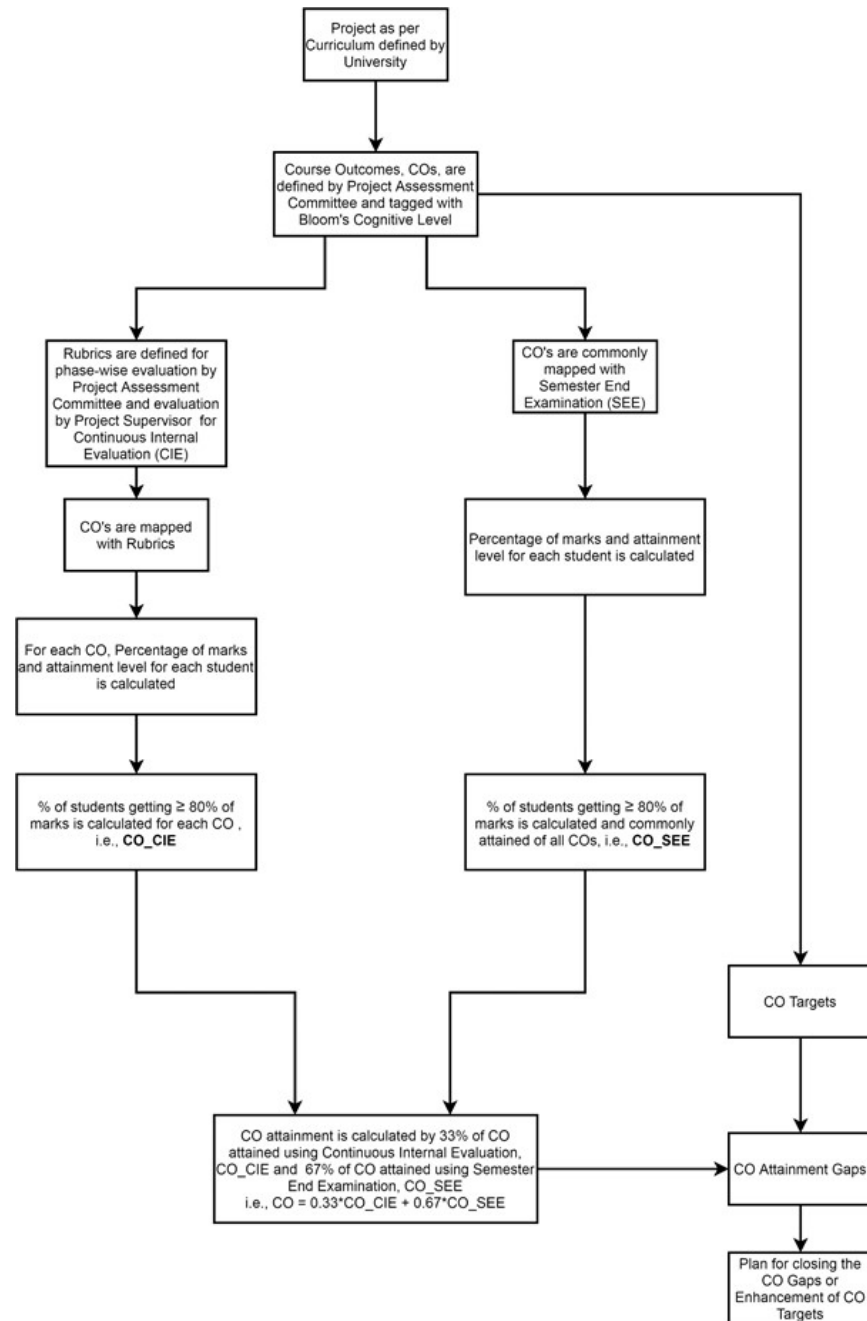 Project as per
Curriculum defined by
University
Course Outcomes, COs, are
defined by Project Assessment
Committee and tagged with
Bloom's Cognitive Level
Rubrics are defined for
phase-wise evaluation by
Project Assessment
Committee and evaluation
by Project Supervisor for
Continuous Internal
Evaluation (CIE)
CO's are commonly
mapped with
Semester End
Examination (SEE)
CO's are mapped
with Rubrics
Percentage of marks and attainment
level for each student is calculated
For each CO, Percentage of marks
and attainment level for each student
is calculated
% of students getting ≥ 80% of
marks is calculated for each CO ,
i.e., CO_CIE
% of students getting ≥ 80% of
marks is calculated and commonly
attained of all COs, i.e., CO_SEE
CO Targets
CO attainment is calculated by 33% of CO
attained using Continuous Internal Evaluation,
CO_CIE and 67% of CO attained using Semester
End Examination, CO_SEE
i.e., CO = 0.33*CO_CIE + 0.67*CO_SEE
CO Attainment Gaps
Plan for closing the
CO Gaps or
Enhancement of CO
Targets